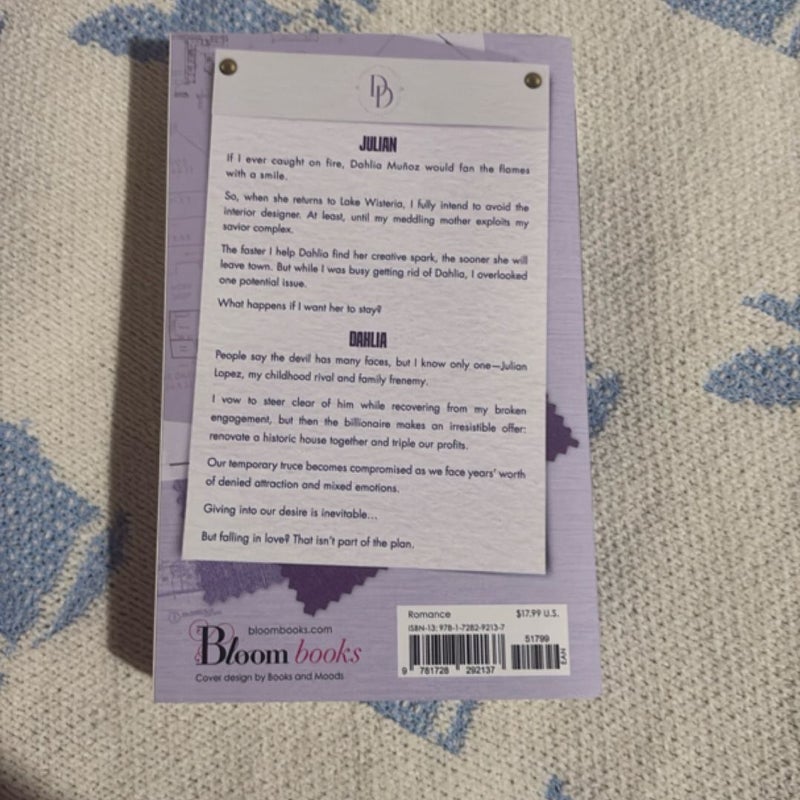 DD
JULIAN
If I ever caught on fire, Dahlia Muñoz would fan the flames
with a smile.
So, when she returns to Lake Wisteria, I fully intend to avoid the
interior designer. At least, until my meddling mother exploits my
savior complex.
The faster I help Dahlia find her creative spark, the sooner she will
leave town. But while I was busy getting rid of Dahlia, I overlooked
one potential issue.
What happens if I want her to stay?
DAHLIA
People say the devil has many faces, but I know only one—Julian
Lopez, my childhood rival and family frenemy.
I vow to steer clear of him while recovering from my broken
engagement, but then the billionaire makes an irresistible offer:
renovate a historic house together and triple our profits.
Our temporary truce becomes compromised as we face years' worth
of denied attraction and mixed emotions.
Giving into our desire is inevitable...
But falling in love? That isn't part of the plan.
bloombooks.com
Bloom books
Cover design by Books and Moods
Romance $17.99 U.S.
ISBN-13: 978-1-7282-9213-7
51799
EAN
9 781728 292137